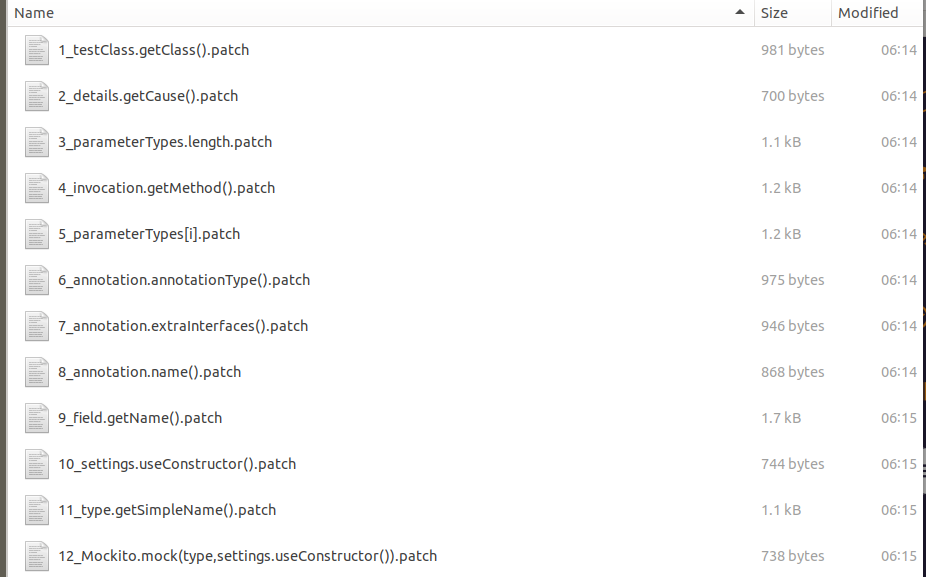 Name Size Modified
1_testClass.getClass().patch 981 bytes 06:14
2_details.getCause().patch 700 bytes 06:14
3_parameterTypes.length.patch 1.1 kB 06:14
4_invocation.getMethod().patch 1.2 kB 06:14
5_parameterTypes[i].patch 1.2 kB 06:14
6_annotation.annotationType().patch 975 bytes 06:14
7_annotation.extraInterfaces().patch 946 bytes 06:14
8_annotation.name().patch 868 bytes 06:14
9_field.getName().patch 1.7 kB 06:15
10_settings.useConstructor().patch 744 bytes 06:15
11_type.getSimpleName().patch 1.1 kB 06:15
12_Mockito.mock(type,settings.useConstructor()).patch 738 bytes 06:15